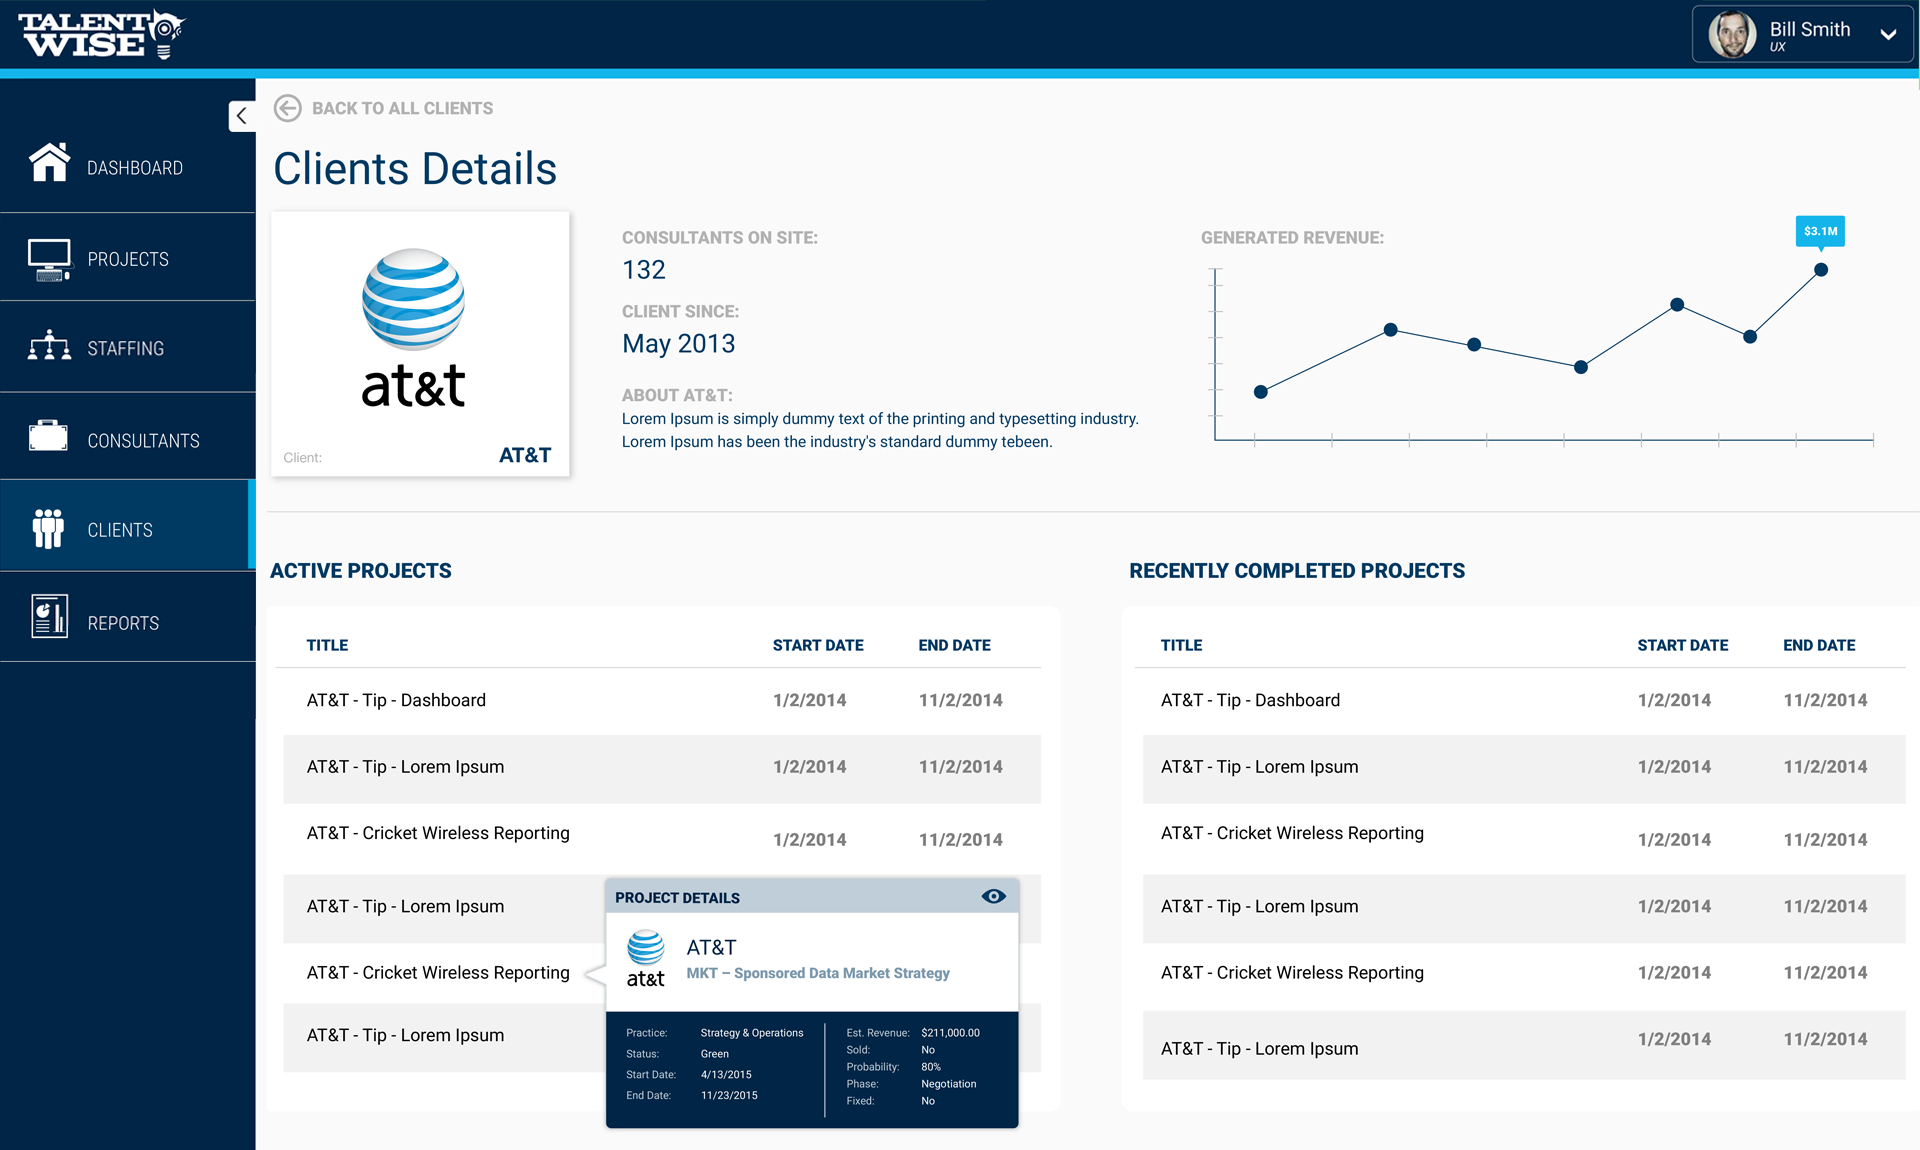 TALENT
WISE
Bill Smith
UX
BACK TO ALL CLIENTS
DASHBOARD
PROJECTS
STAFFING
CONSULTANTS
CLIENTS
REPORTS
Clients Details
at&t
Client: AT&T
CONSULTANTS ON SITE:
132
CLIENT SINCE:
May 2013
ABOUT AT&T:
Lorem Ipsum is simply dummy text of the printing and typesetting industry.
Lorem Ipsum has been the industry's standard dummy tebeen.
GENERATED REVENUE:
$3.1M
ACTIVE PROJECTS
TITLE START DATE END DATE
AT&T - Tip - Dashboard 1/2/2014 11/2/2014
AT&T - Tip - Lorem Ipsum 1/2/2014 11/2/2014
AT&T - Cricket Wireless Reporting 1/2/2014 11/2/2014
AT&T - Tip - Lorem Ipsum
AT&T - Cricket Wireless Reporting
AT&T - Tip - Lorem Ipsum
PROJECT DETAILS
at&t
AT&T
MKT – Sponsored Data Market Strategy
Practice: Strategy & Operations
Status: Green
Start Date: 4/13/2015
End Date: 11/23/2015
Est. Revenue: $211,000.00
Sold: No
Probability: 80%
Phase: Negotiation
Fixed: No
RECENTLY COMPLETED PROJECTS
TITLE START DATE END DATE
AT&T - Tip - Dashboard 1/2/2014 11/2/2014
AT&T - Tip - Lorem Ipsum 1/2/2014 11/2/2014
AT&T - Cricket Wireless Reporting 1/2/2014 11/2/2014
AT&T - Tip - Lorem Ipsum 1/2/2014 11/2/2014
AT&T - Cricket Wireless Reporting 1/2/2014 11/2/2014
AT&T - Tip - Lorem Ipsum 1/2/2014 11/2/2014